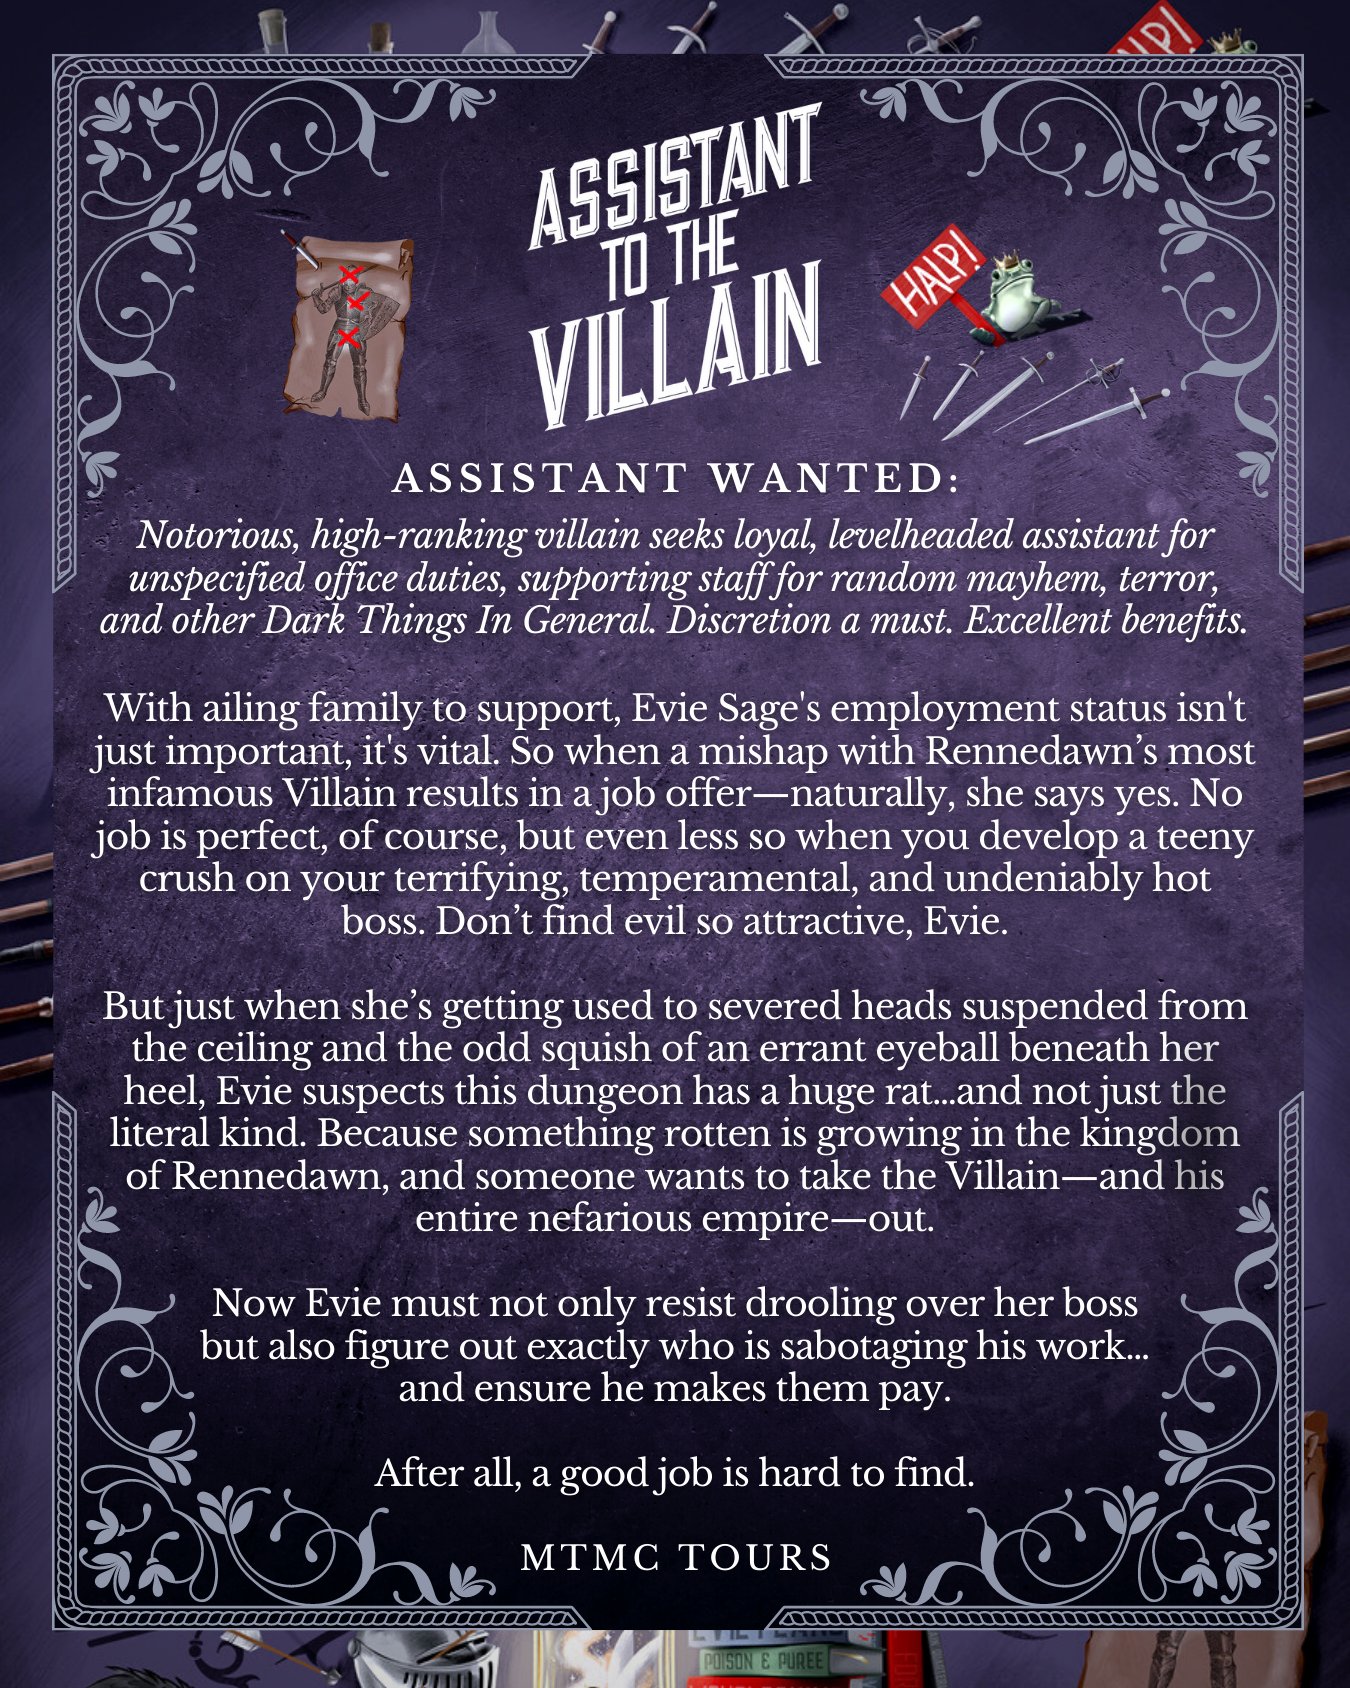 HALP!
ASSISTANT
TO THE
VILLAIN
HALP!
ASSISTANT WANTED:
Notorious, high-ranking villain seeks loyal, levelheaded assistant for
unspecified office duties, supporting staff for random mayhem, terror,
and other Dark Things In General. Discretion a must. Excellent benefits.
With ailing family to support, Evie Sage's employment status isn't
just important, it's vital. So when a mishap with Rennedawn’s most
infamous Villain results in a job offer—naturally, she says yes. No
job is perfect, of course, but even less so when you develop a teeny
crush on your terrifying, temperamental, and undeniably hot
boss. Don’t find evil so attractive, Evie.
But just when she’s getting used to severed heads suspended from
the ceiling and the odd squish of an errant eyeball beneath her
heel, Evie suspects this dungeon has a huge rat...and not just the
literal kind. Because something rotten is growing in the kingdom
of Rennedawn, and someone wants to take the Villain—and his
entire nefarious empire—out.
Now Evie must not only resist drooling over her boss
but also figure out exactly who is sabotaging his work...
and ensure he makes them pay.
After all, a good job is hard to find.
MTMC TOURS
POISON & PUREE